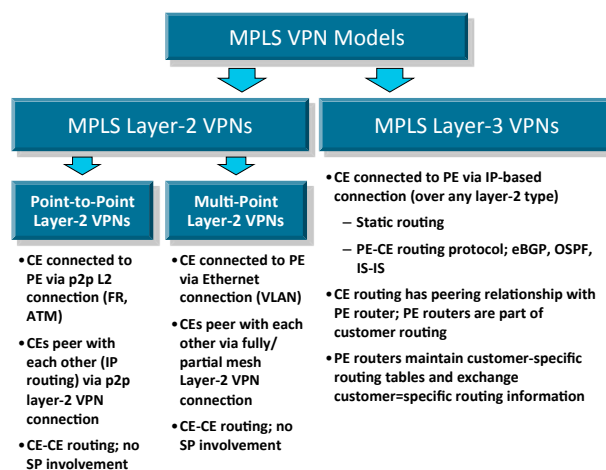 MPLS VPN Models
MPLS Layer-2 VPNs
Point-to-Point
Layer-2 VPNs
•CE connected to
PE via p2p L2
connection (FR,
ATM)
•CEs peer with
each other (IP
routing) via p2p
layer-2 VPN
connection
•CE-CE routing; no
SP involvement
Multi-Point
Layer-2 VPNs
•CE connected to PE
via Ethernet
connection (VLAN)
•CEs peer with each
other via fully/
partial mesh
Layer-2 VPN
connection
•CE-CE routing; no
SP involvement
MPLS Layer-3 VPNs
•CE connected to PE via IP-based
connection (over any layer-2 type)
– Static routing
– PE-CE routing protocol; eBGP, OSPF,
IS-IS
•CE routing has peering relationship with
PE router; PE routers are part of
customer routing
•PE routers maintain customer-specific
routing tables and exchange
customer=specific routing information